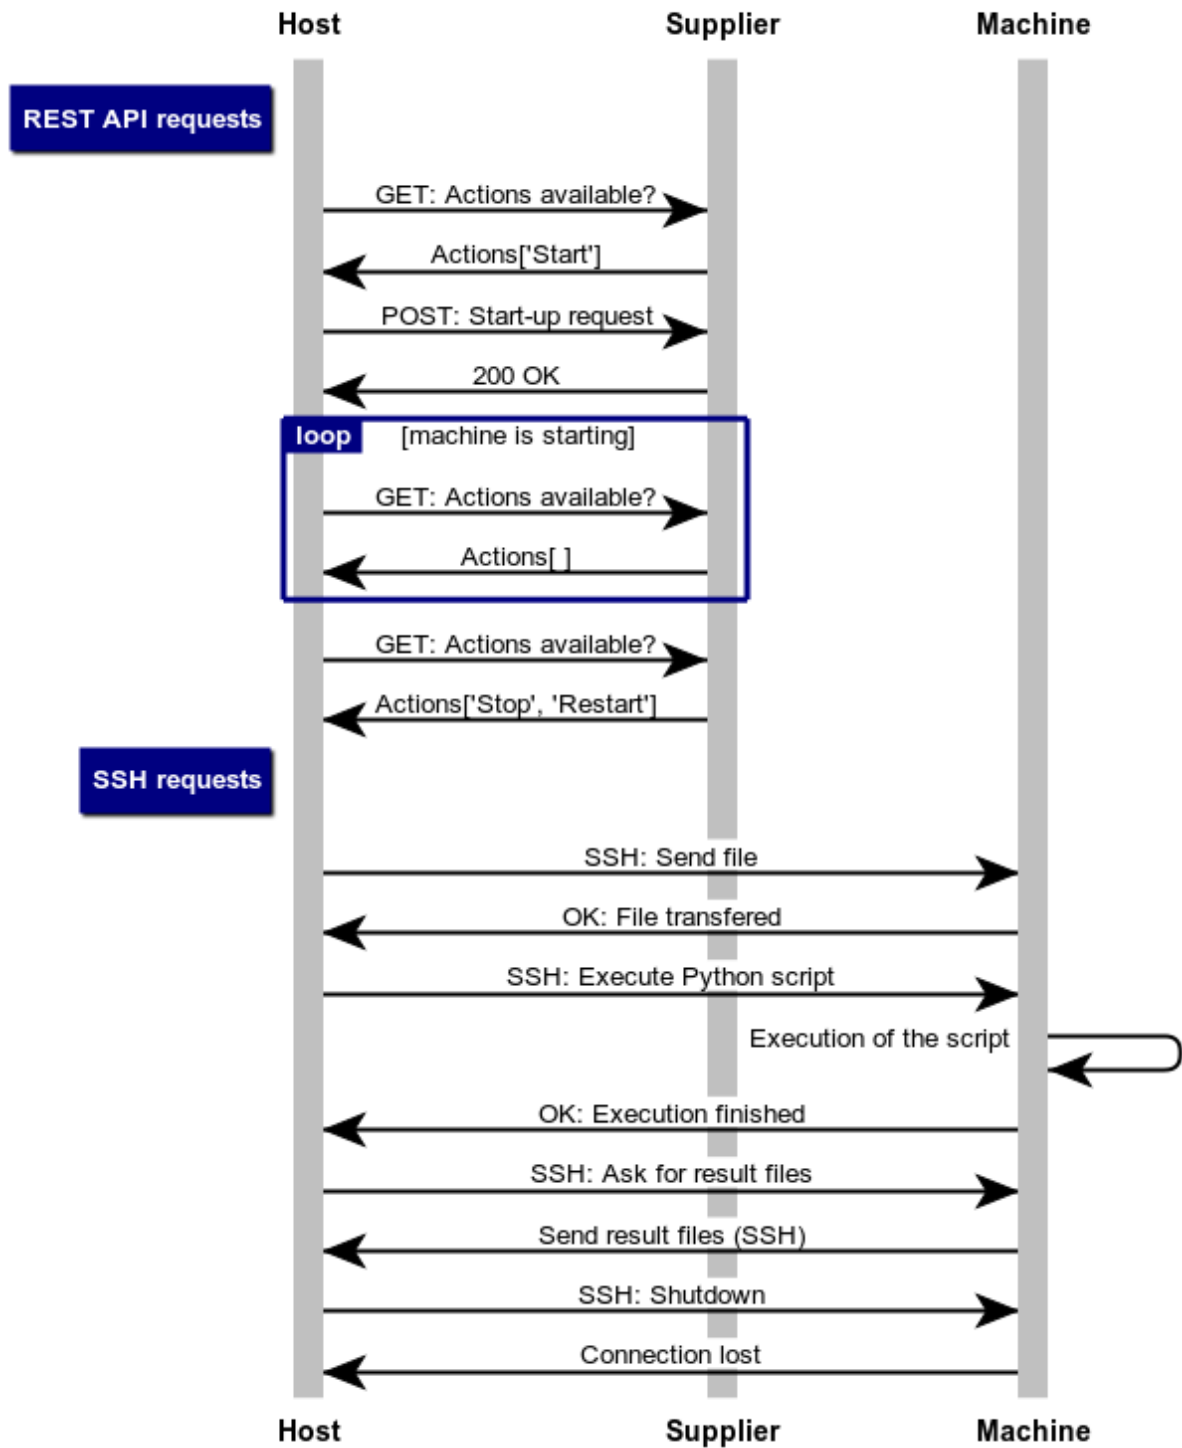 Host Supplier Machine
REST API requests
GET: Actions available?
Actions['Start']
POST: Start-up request
200 OK
loop [machine is starting]
GET: Actions available?
Actions[ ]
GET: Actions available?
Actions['Stop', 'Restart']
SSH requests
SSH: Send file
OK: File transfered
SSH: Execute Python script
Execution of the script
OK: Execution finished
SSH: Ask for result files
Send result files (SSH)
SSH: Shutdown
Connection lost
Host Supplier Machine